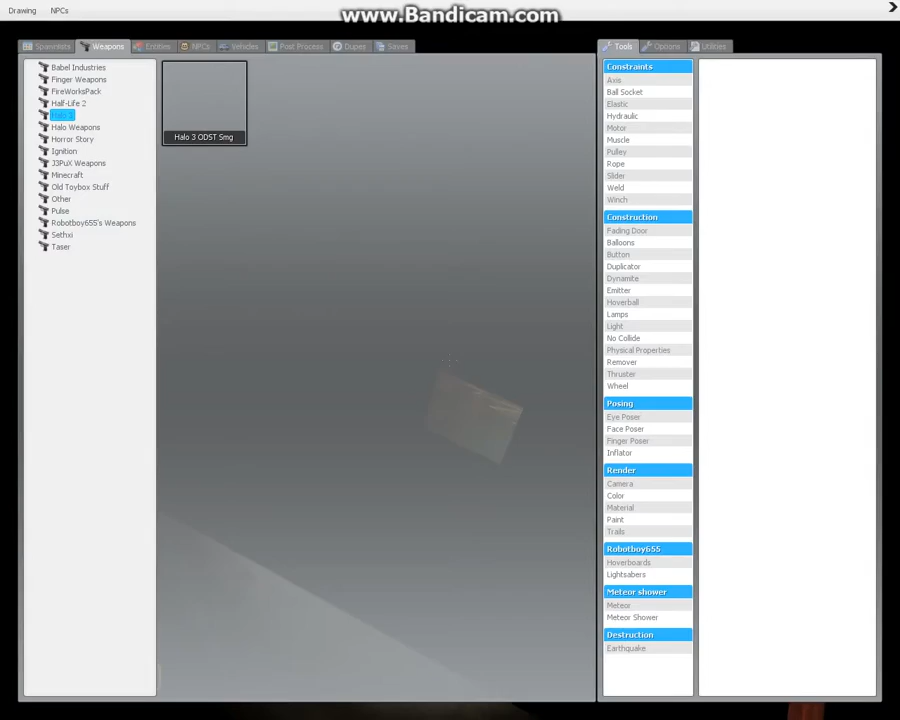 Drawing NPCs
www.Bandicam.com
Spawnlists Weapons Entities NPCs Vehicles Post Process Dupes Saves Tools Options Utilities
Babel Industries
Finger Weapons
FireWorksPack
Half-Life 2
Halo 3
Halo Weapons
Horror Story
Ignition
J3PuX Weapons
Minecraft
Old Toybox Stuff
Other
Pulse
Robotboy655's Weapons
Sethxi
Taser
Halo 3 ODST Smg
Constraints
Axis
Ball Socket
Elastic
Hydraulic
Motor
Muscle
Pulley
Rope
Slider
Weld
Winch
Construction
Fading Door
Balloons
Button
Duplicator
Dynamite
Emitter
Hoverball
Lamps
Light
No Collide
Physical Properties
Remover
Thruster
Wheel
Posing
Eye Poser
Face Poser
Finger Poser
Inflator
Render
Camera
Color
Material
Paint
Trails
Robotboy655
Hoverboards
Lightsabers
Meteor shower
Meteor
Meteor Shower
Destruction
Earthquake